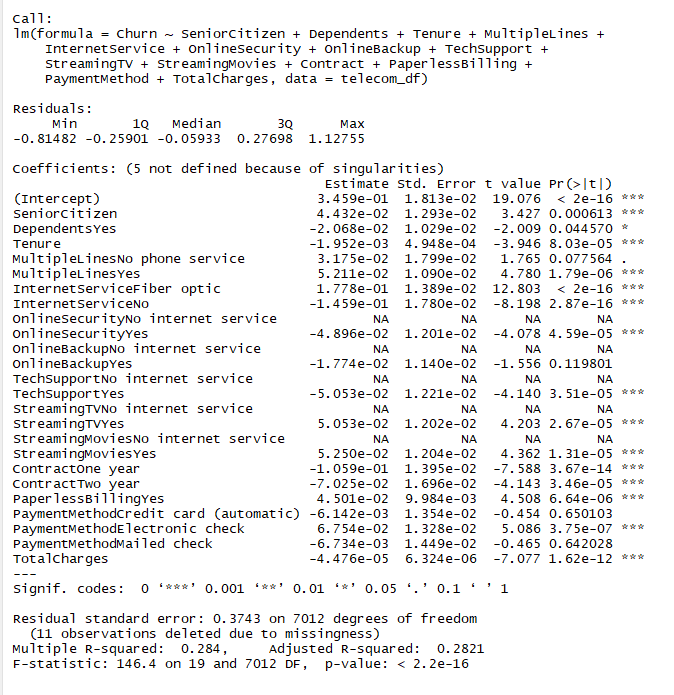 Call:
lm(formula = Churn ~ SeniorCitizen + Dependents + Tenure + MultipleLines +
    InternetService + OnlineSecurity + OnlineBackup + TechSupport +
    StreamingTV + StreamingMovies + Contract + PaperlessBilling +
    PaymentMethod + TotalCharges, data = telecom_df)
Residuals:
     Min       1Q   Median       3Q      Max
-0.81482 -0.25901 -0.05933  0.27698  1.12755
Coefficients: (5 not defined because of singularities)
                                       Estimate Std. Error t value Pr(>|t|)
(Intercept)                           3.459e-01  1.813e-02  19.076  < 2e-16 ***
SeniorCitizen                         4.432e-02  1.293e-02   3.427 0.000613 ***
DependentsYes                        -2.068e-02  1.029e-02  -2.009 0.044570 *
Tenure                               -1.952e-03  4.948e-04  -3.946 8.03e-05 ***
MultipleLinesNo phone service         3.175e-02  1.799e-02   1.765 0.077564 .
MultipleLinesYes                      5.211e-02  1.090e-02   4.780 1.79e-06 ***
InternetServiceFiber optic            1.778e-01  1.389e-02  12.803  < 2e-16 ***
InternetServiceNo                    -1.459e-01  1.780e-02  -8.198 2.87e-16 ***
OnlineSecurityNo internet service            NA         NA      NA       NA
OnlineSecurityYes                    -4.896e-02  1.201e-02  -4.078 4.59e-05 ***
OnlineBackupNo internet service              NA         NA      NA       NA
OnlineBackupYes                      -1.774e-02  1.140e-02  -1.556 0.119801
TechSupportNo internet service               NA         NA      NA       NA
TechSupportYes                       -5.053e-02  1.221e-02  -4.140 3.51e-05 ***
StreamingTVNo internet service               NA         NA      NA       NA
StreamingTVYes                        5.053e-02  1.202e-02   4.203 2.67e-05 ***
StreamingMoviesNo internet service           NA         NA      NA       NA
StreamingMoviesYes                    5.250e-02  1.204e-02   4.362 1.31e-05 ***
ContractOne year                     -1.059e-01  1.395e-02  -7.588 3.67e-14 ***
ContractTwo year                     -7.025e-02  1.696e-02  -4.143 3.46e-05 ***
PaperlessBillingYes                   4.501e-02  9.984e-03   4.508 6.64e-06 ***
PaymentMethodCredit card (automatic) -6.142e-03  1.354e-02  -0.454 0.650103
PaymentMethodElectronic check         6.754e-02  1.328e-02   5.086 3.75e-07 ***
PaymentMethodMailed check            -6.734e-03  1.449e-02  -0.465 0.642028
TotalCharges                         -4.476e-05  6.324e-06  -7.077 1.62e-12 ***
---
Signif. codes:  0 ‘***’ 0.001 ‘**’ 0.01 ‘*’ 0.05 ‘.’ 0.1 ‘ ’ 1
Residual standard error: 0.3743 on 7012 degrees of freedom
  (11 observations deleted due to missingness)
Multiple R-squared:  0.284,	Adjusted R-squared:  0.2821
F-statistic: 146.4 on 19 and 7012 DF,  p-value: < 2.2e-16